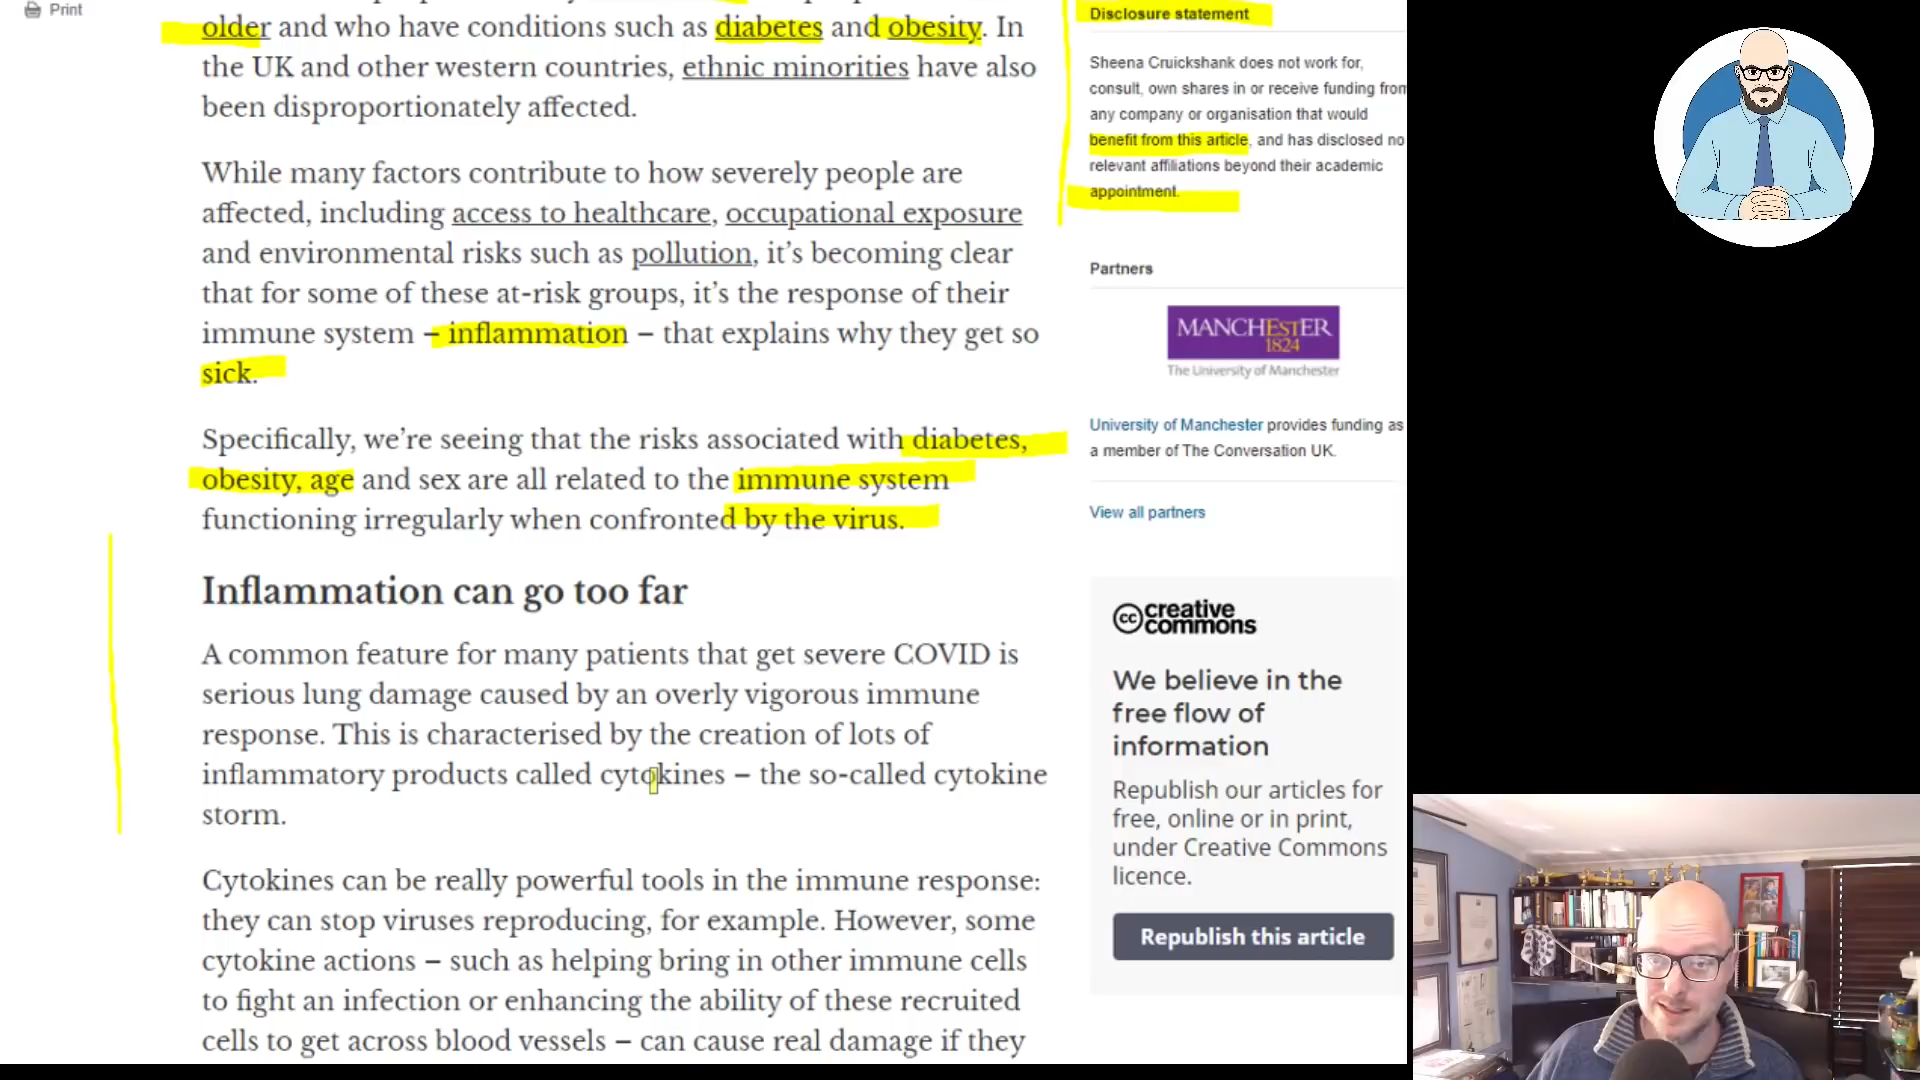 Print
older and who have conditions such as diabetes and obesity. In
the UK and other western countries, ethnic minorities have also
been disproportionately affected.
While many factors contribute to how severely people are
affected, including access to healthcare, occupational exposure
and environmental risks such as pollution, it’s becoming clear
that for some of these at-risk groups, it’s the response of their
immune system – inflammation – that explains why they get so
sick.
Specifically, we’re seeing that the risks associated with diabetes,
obesity, age and sex are all related to the immune system
functioning irregularly when confronted by the virus.
Inflammation can go too far
A common feature for many patients that get severe COVID is
serious lung damage caused by an overly vigorous immune
response. This is characterised by the creation of lots of
inflammatory products called cytokines – the so-called cytokine
storm.
Cytokines can be really powerful tools in the immune response:
they can stop viruses reproducing, for example. However, some
cytokine actions – such as helping bring in other immune cells
to fight an infection or enhancing the ability of these recruited
cells to get across blood vessels – can cause real damage if they
Disclosure statement
Sheena Cruickshank does not work for,
consult, own shares in or receive funding from
any company or organisation that would
benefit from this article, and has disclosed no
relevant affiliations beyond their academic
appointment.
Partners
MANCHESTER
1824
The University of Manchester
University of Manchester provides funding as
a member of The Conversation UK.
View all partners
cc creative
commons
We believe in the
free flow of
information
Republish our articles for
free, online or in print,
under Creative Commons
licence.
Republish this article